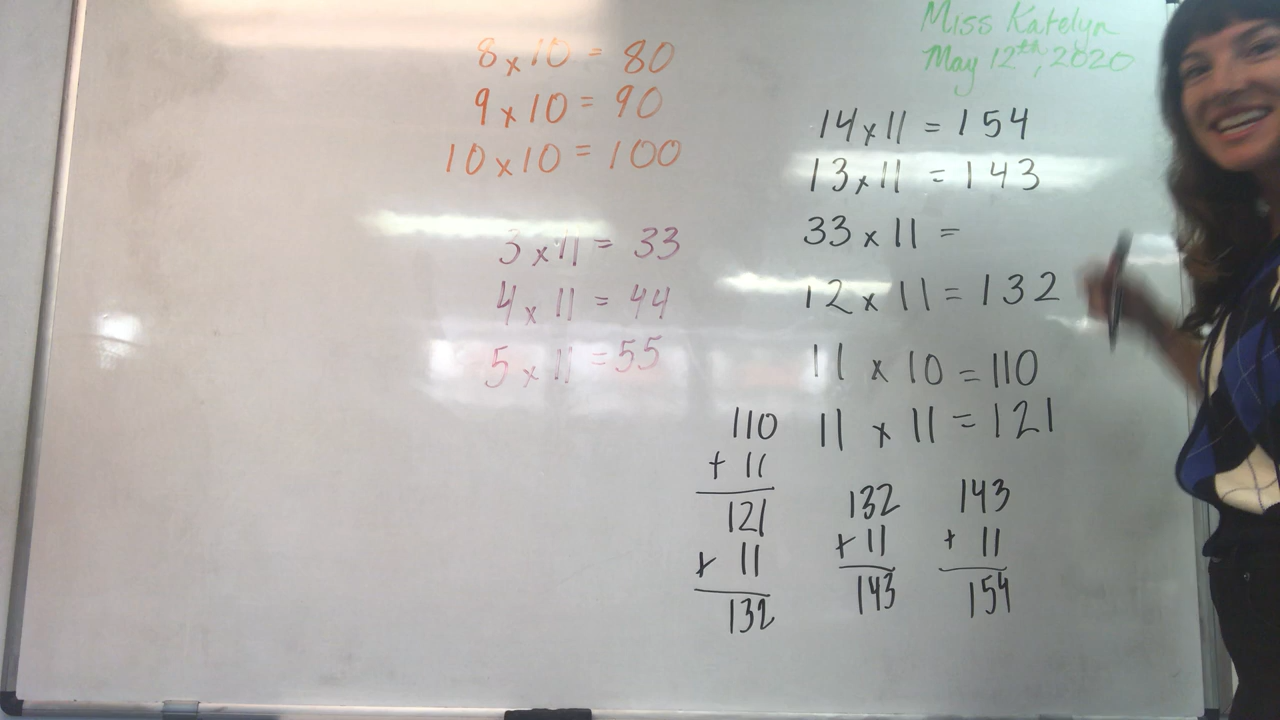 Miss Katelyn
May 12th, 2020
8 x 10 = 80
9 x 10 = 90
10 x 10 = 100
3 x 11 = 33
4 x 11 = 44
5 x 11 = 55
14 x 11 = 154
13 x 11 = 143
33 x 11 =
12 x 11 = 132
11 x 10 = 110
11 x 11 = 121
110
+ 11
121
+ 11
132
132
+ 11
143
143
+ 11
154